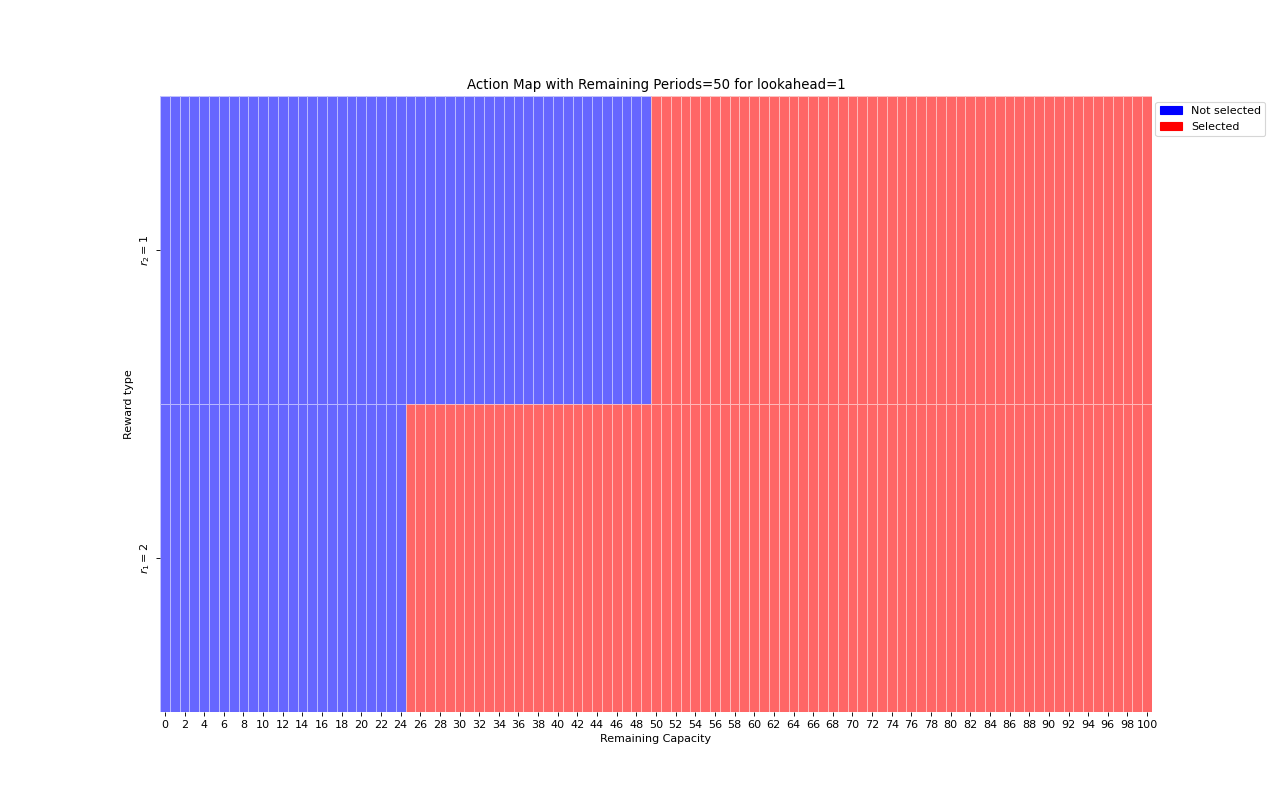 Action Map with Remaining Periods=50 for lookahead=1
Not selected
Selected
r₂ = 1
Reward type
r₁ = 2
0 2 4 6 8 10 12 14 16 18 20 22 24 26 28 30 32 34 36 38 40 42 44 46 48 50 52 54 56 58 60 62 64 66 68 70 72 74 76 78 80 82 84 86 88 90 92 94 96 98 100
Remaining Capacity